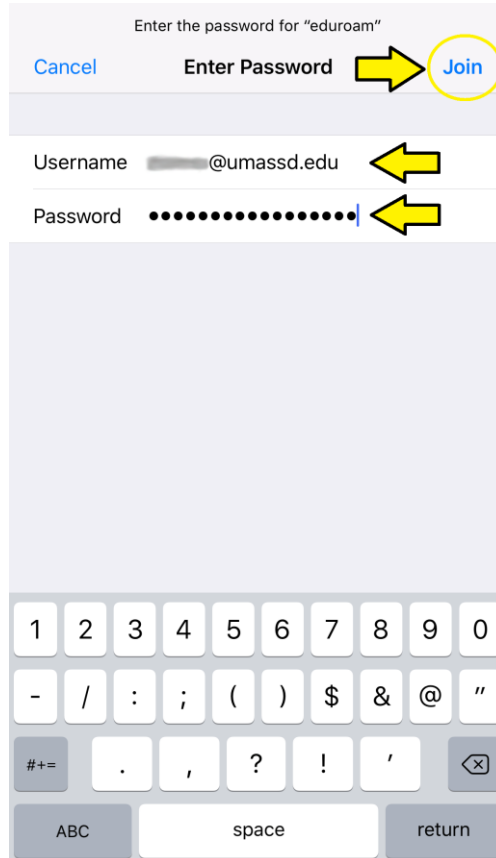 Enter the password for “eduroam”
Cancel Enter Password Join
Username @umassd.edu
Password ●●●●●●●●●●●●●●●●●
1 2 3 4 5 6 7 8 9 0
- / : ; ( ) $ & @ "
#+= . , ? ! ′
ABC space return